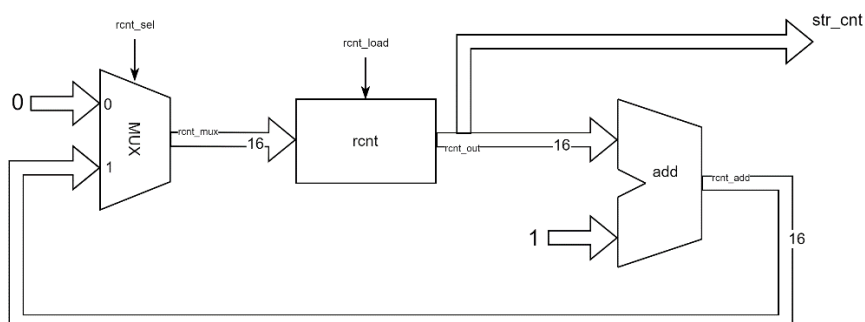 str_cnt
rcnt_sel
rcnt_load
0
0
MUX
rcnt_mux
16
rcnt
rcnt_out
16
add
1
rcnt_add
1
16